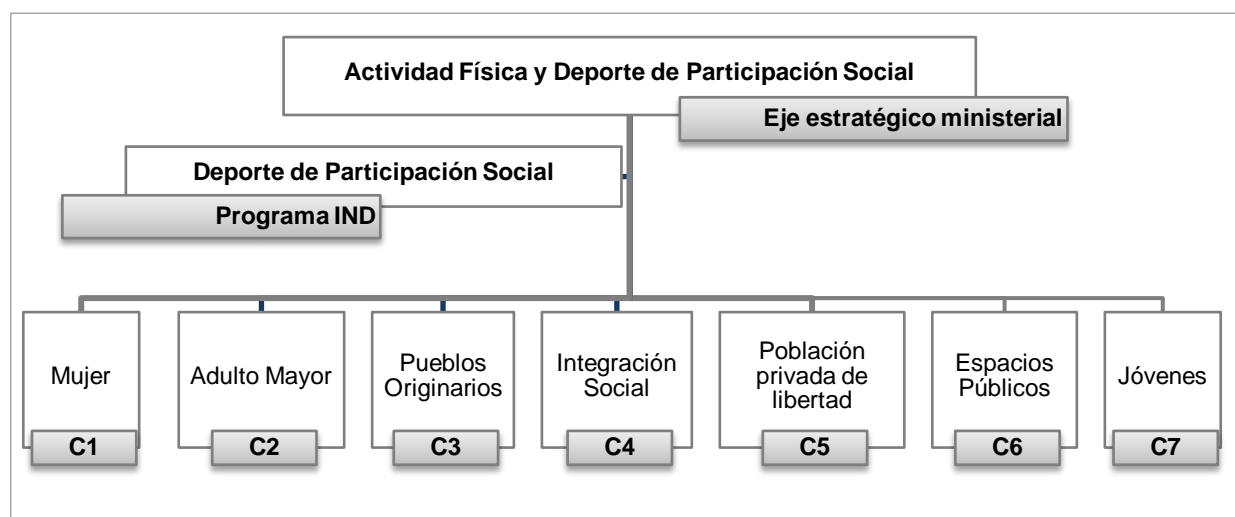 Actividad Física y Deporte de Participación Social
Eje estratégico ministerial
Deporte de Participación Social
Programa IND
Mujer
C1
Adulto Mayor
C2
Pueblos
Originarios
C3
Integración
Social
C4
Población
privada de
libertad
C5
Espacios
Públicos
C6
Jóvenes
C7